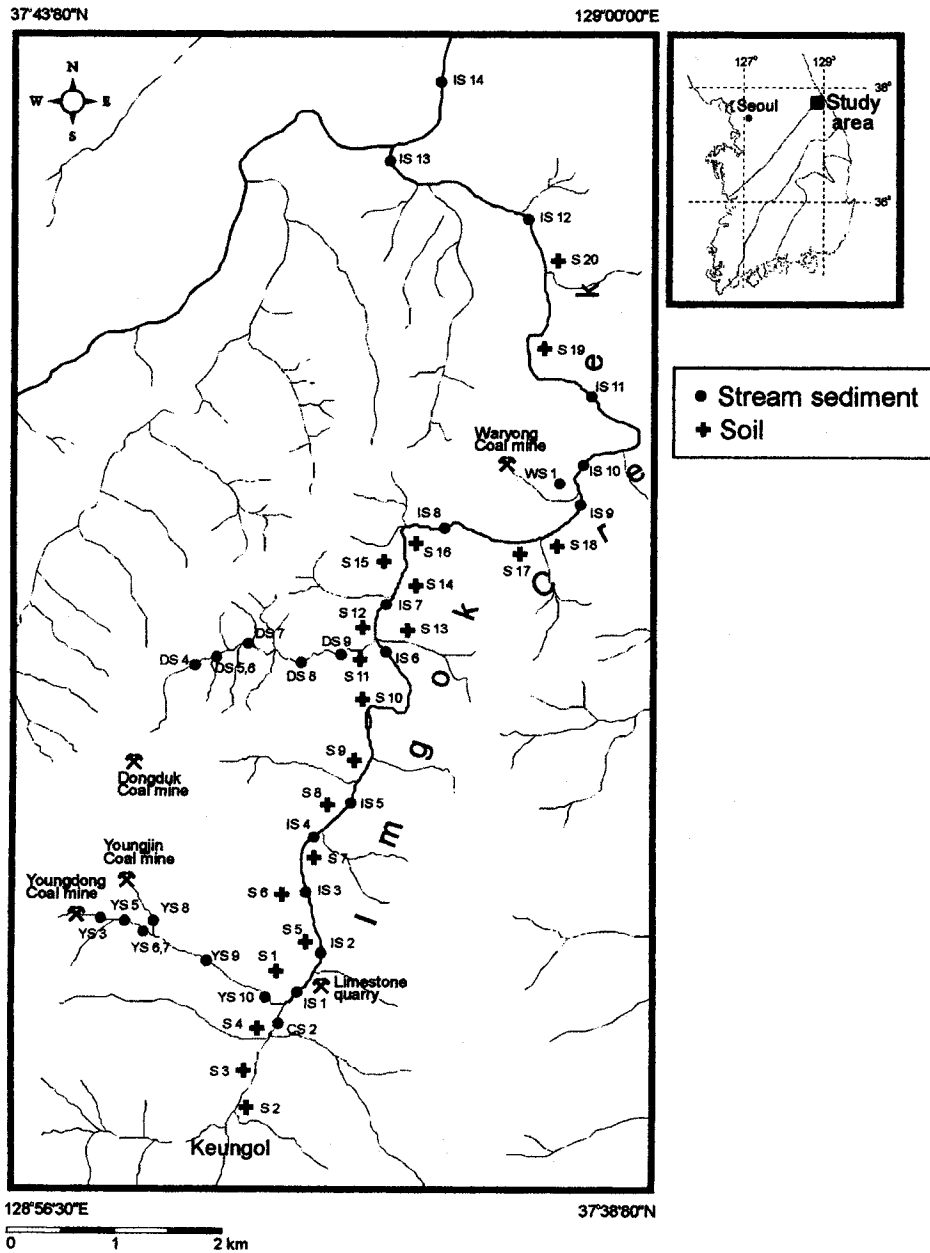 37°43′80″N
129°00′00″E
N
W
E
S
IS 14
IS 13
IS 12
S 20
S 19
IS 11
Waryong
Coal mine
WS 1
IS 10
IS 9
IS 8
S 16
S 15
S 17
S 18
S 14
IS 7
S 12
S 13
DS 7
DS 9
IS 6
DS 4
DS 5,6
DS 8
S 11
S 10
S 9
Dongduk
Coal mine
S 8
IS 5
IS 4
Youngjin
Coal mine
S 7
Youngdong
Coal mine
YS 5
YS 8
S 6
IS 3
YS 3
YS 6,7
S 5
IS 2
YS 9
S 1
Limestone
quarry
YS 10
IS 1
S 4
CS 2
S 3
S 2
Keungol
Imgok Creek
128°56′30″E
37°38′80″N
0 1 2 km
127°
129°
38°
Seoul
Study
area
36°
Stream sediment
Soil